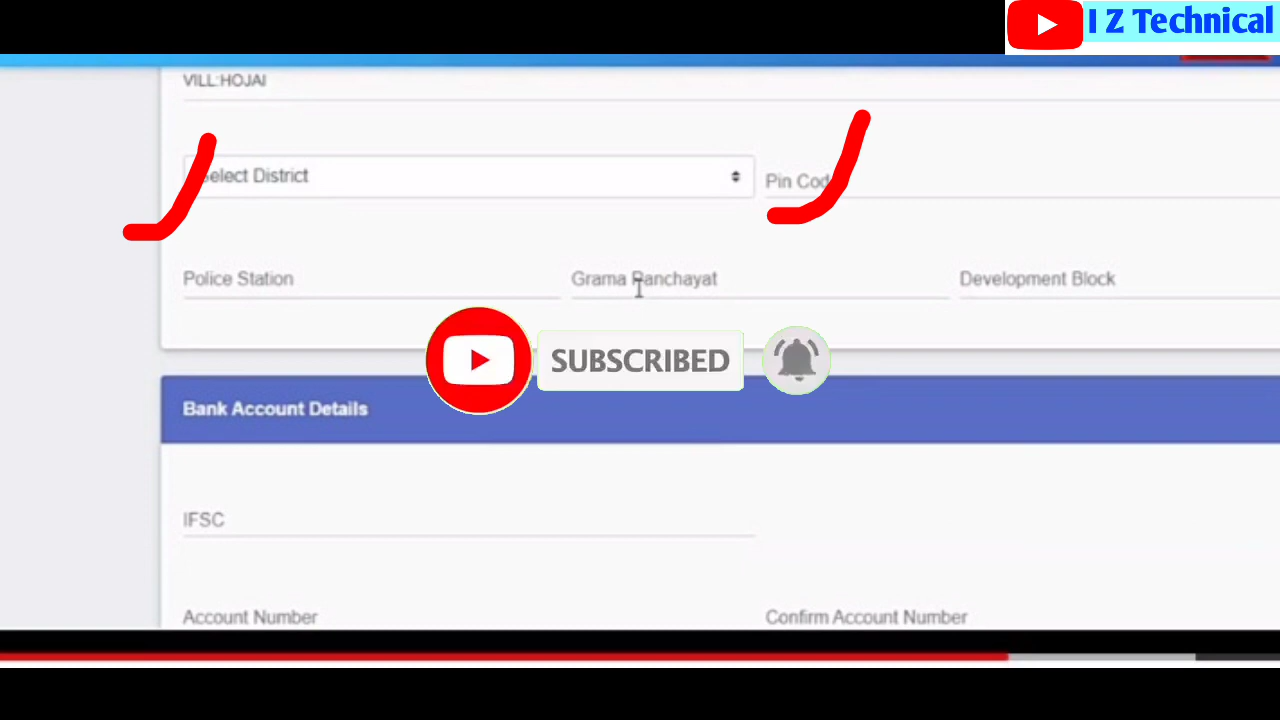 I Z Technical
VILL:HOJAI
Select District
Pin Cod
Police Station
Grama Panchayat
Development Block
SUBSCRIBED
Bank Account Details
IFSC
Account Number
Confirm Account Number